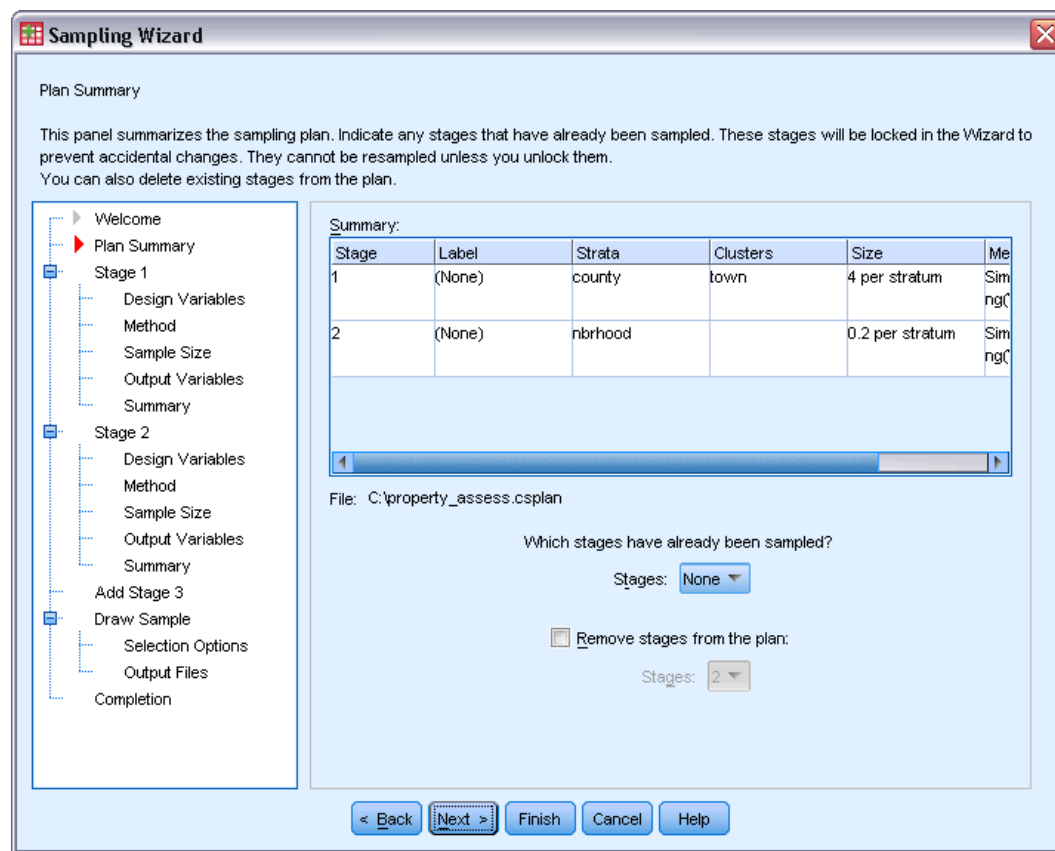 Sampling Wizard
Plan Summary
This panel summarizes the sampling plan. Indicate any stages that have already been sampled. These stages will be locked in the Wizard to
prevent accidental changes. They cannot be resampled unless you unlock them.
You can also delete existing stages from the plan.
Welcome
Plan Summary
Stage 1
Design Variables
Method
Sample Size
Output Variables
Summary
Stage 2
Design Variables
Method
Sample Size
Output Variables
Summary
Add Stage 3
Draw Sample
Selection Options
Output Files
Completion
Summary:
Stage Label Strata Clusters Size Me
1 (None) county town 4 per stratum Sim
ng(
2 (None) nbrhood 0.2 per stratum Sim
ng(
File: C:\property_assess.csplan
Which stages have already been sampled?
Stages: None
Remove stages from the plan:
Stages: 2
< Back Next > Finish Cancel Help